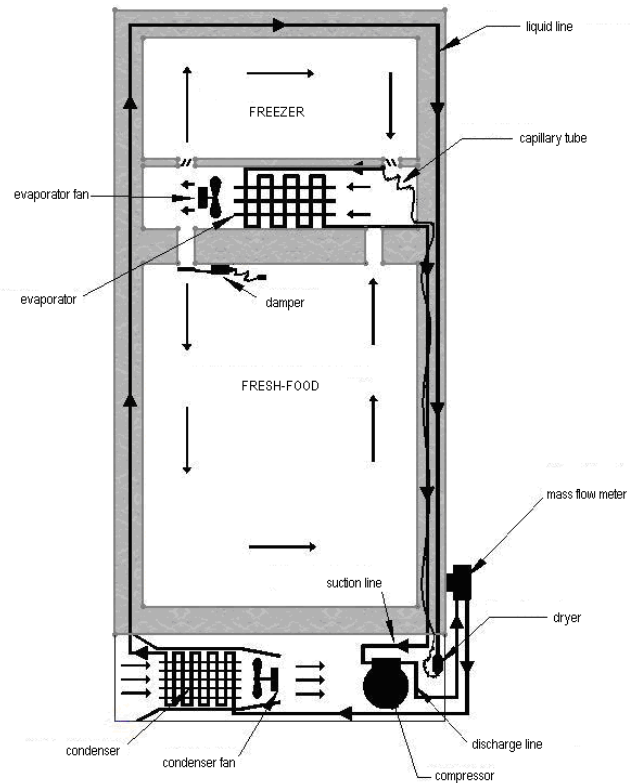 liquid line
FREEZER
capillary tube
evaporator fan
evaporator
damper
FRESH-FOOD
mass flow meter
suction line
dryer
condenser
condenser fan
discharge line
compressor